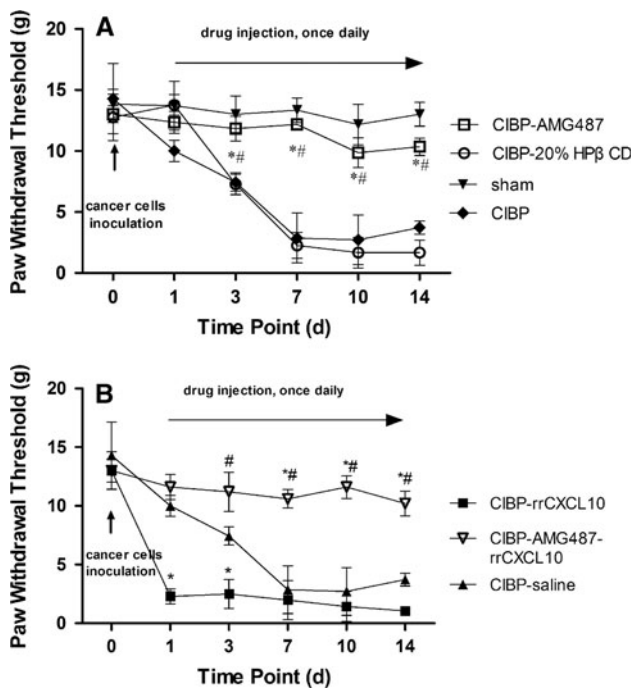 A
drug injection, once daily
Paw Withdrawal Threshold (g)
20
15
10
5
0
*#
*#
*#
*#
cancer cells
inoculation
0 1 3 7 10 14
Time Point (d)
CIBP-AMG487
CIBP-20% HPβ CD
sham
CIBP
B
drug injection, once daily
Paw Withdrawal Threshold (g)
20
15
10
5
0
#
*#
*#
*#
*
*
cancer cells
inoculation
0 1 3 7 10 14
Time Point (d)
CIBP-rrCXCL10
CIBP-AMG487-
rrCXCL10
CIBP-saline